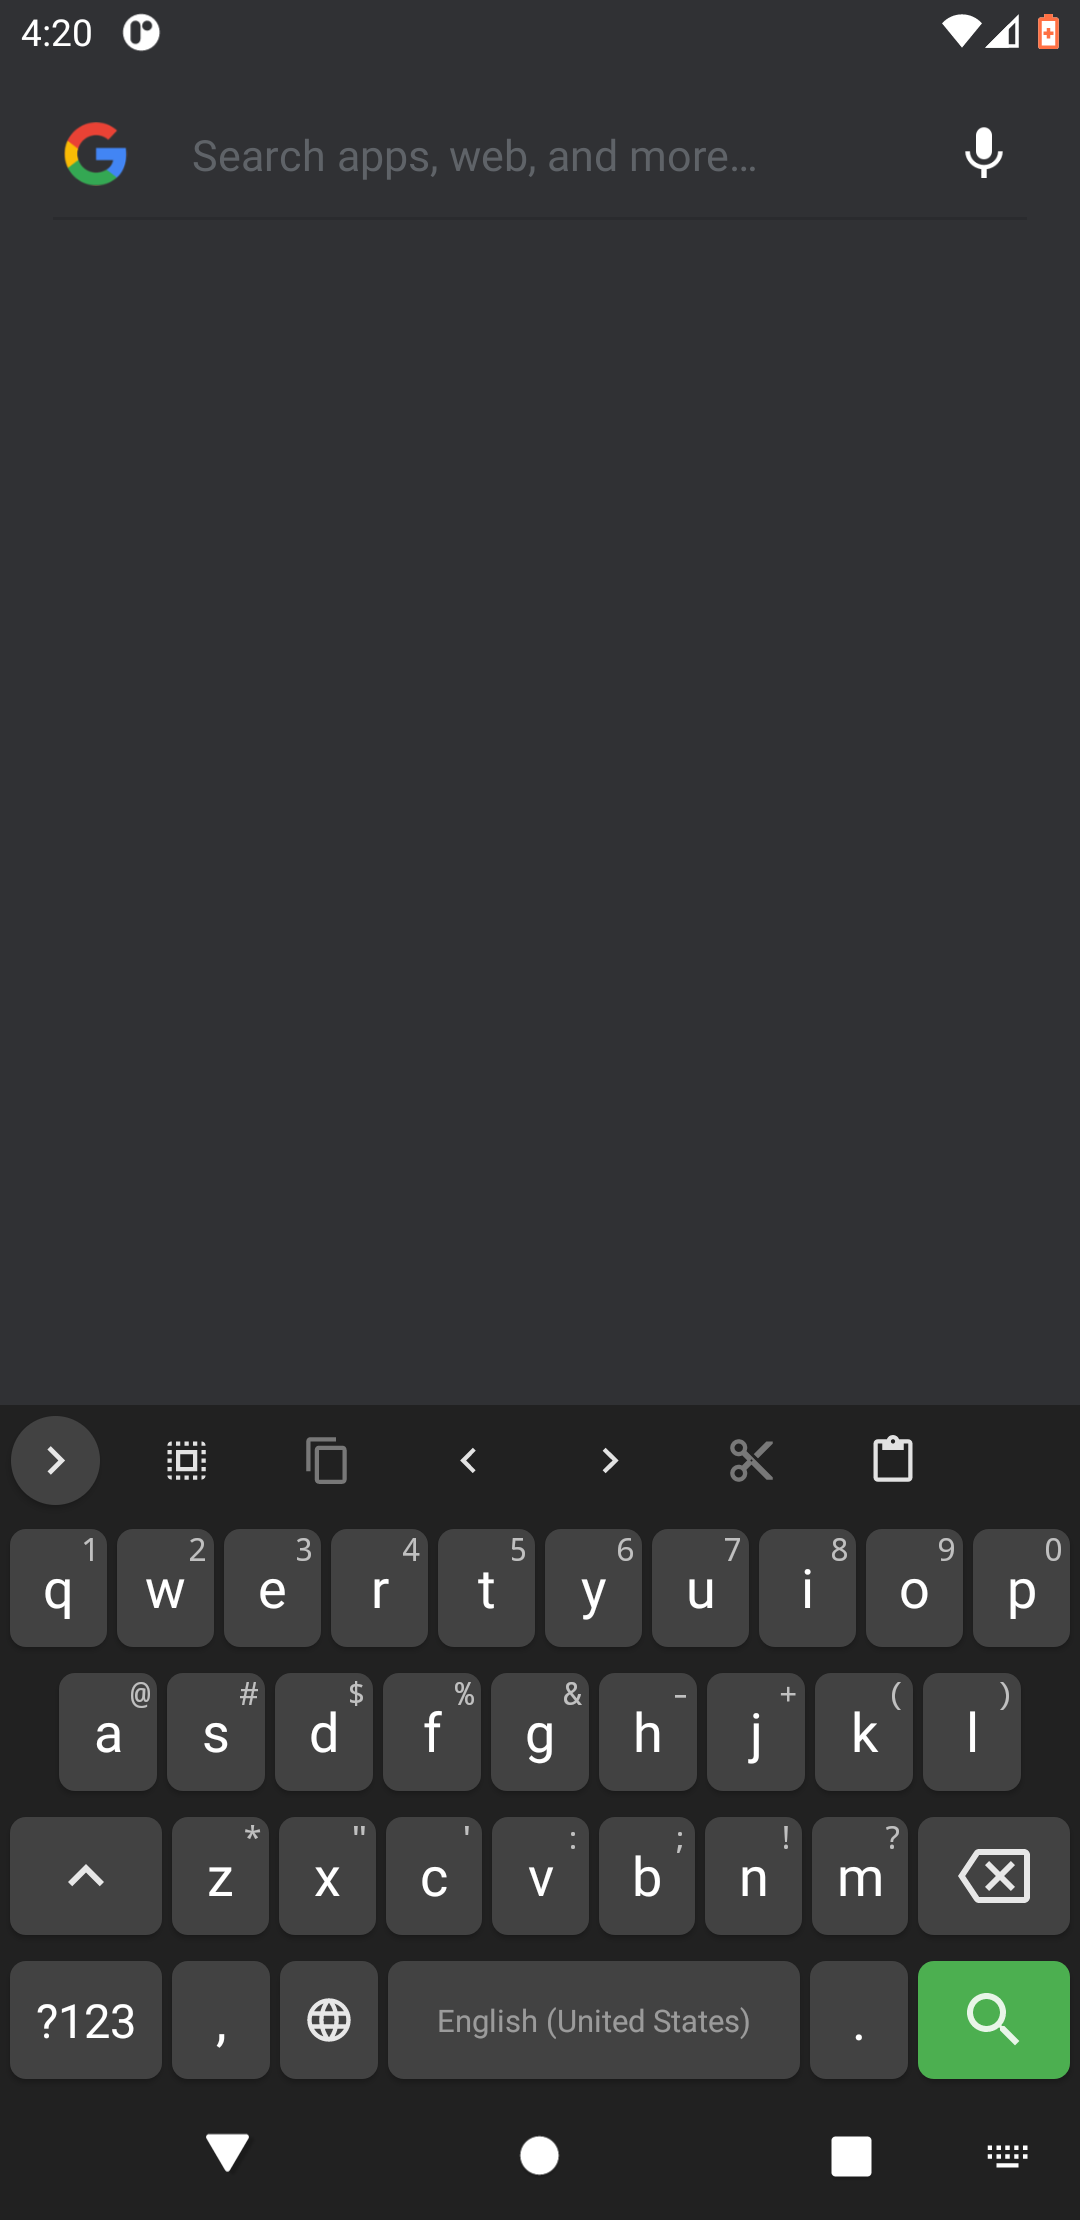 4:20
Search apps, web, and more...
q 1 w 2 e 3 r 4 t 5 y 6 u 7 i 8 o 9 p 0
a @ s # d $ f % g & h - j + k ( l )
z * x " c ' v : b ; n ! m ?
?123 , English (United States) .